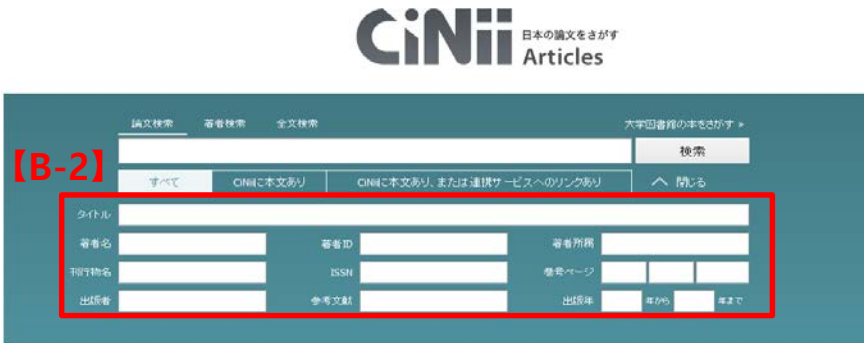 CiNii 日本の論文をさがす
Articles
論文検索 著者検索 全文検索 大学図書館の本をさがす »
検索
【B-2】
すべて CiNiiに本文あり CiNiiに本文あり、または連携サービスへのリンクあり へ 閉じる
タイトル
著者名 著者ID 著者所属
刊行物名 ISSN 巻号ページ
出版者 参考文献 出版年 年から 年まで